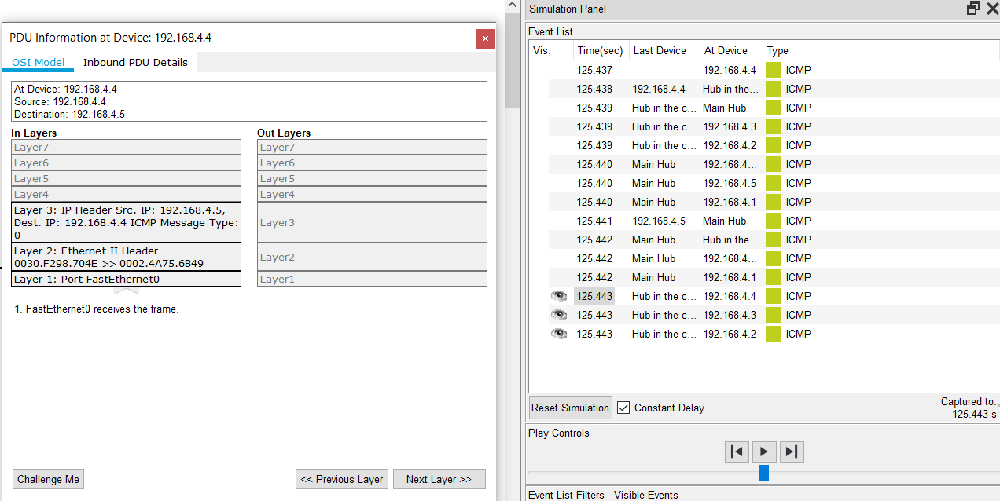 PDU Information at Device: 192.168.4.4
OSI Model Inbound PDU Details
At Device: 192.168.4.4
Source: 192.168.4.4
Destination: 192.168.4.5
In Layers Out Layers
Layer7 Layer7
Layer6 Layer6
Layer5 Layer5
Layer4 Layer4
Layer 3: IP Header Src. IP: 192.168.4.5,
Dest. IP: 192.168.4.4 ICMP Message Type:
0
Layer3
Layer 2: Ethernet II Header
0030.F298.704E >> 0002.4A75.6B49
Layer2
Layer 1: Port FastEthernet0 Layer1
1. FastEthernet0 receives the frame.
Challenge Me << Previous Layer Next Layer >>
Simulation Panel
Event List
Vis. Time(sec) Last Device At Device Type
125.437 -- 192.168.4.4 ICMP
125.438 192.168.4.4 Hub in the... ICMP
125.439 Hub in the c... Main Hub ICMP
125.439 Hub in the c... 192.168.4.3 ICMP
125.439 Hub in the c... 192.168.4.2 ICMP
125.440 Main Hub 192.168.4... ICMP
125.440 Main Hub 192.168.4.5 ICMP
125.440 Main Hub 192.168.4.1 ICMP
125.441 192.168.4.5 Main Hub ICMP
125.442 Main Hub Hub in the... ICMP
125.442 Main Hub 192.168.4... ICMP
125.442 Main Hub 192.168.4.1 ICMP
125.443 Hub in the c... 192.168.4.4 ICMP
125.443 Hub in the c... 192.168.4.3 ICMP
125.443 Hub in the c... 192.168.4.2 ICMP
Reset Simulation Constant Delay
Captured to:
125.443 s
Play Controls
Event List Filters - Visible Events